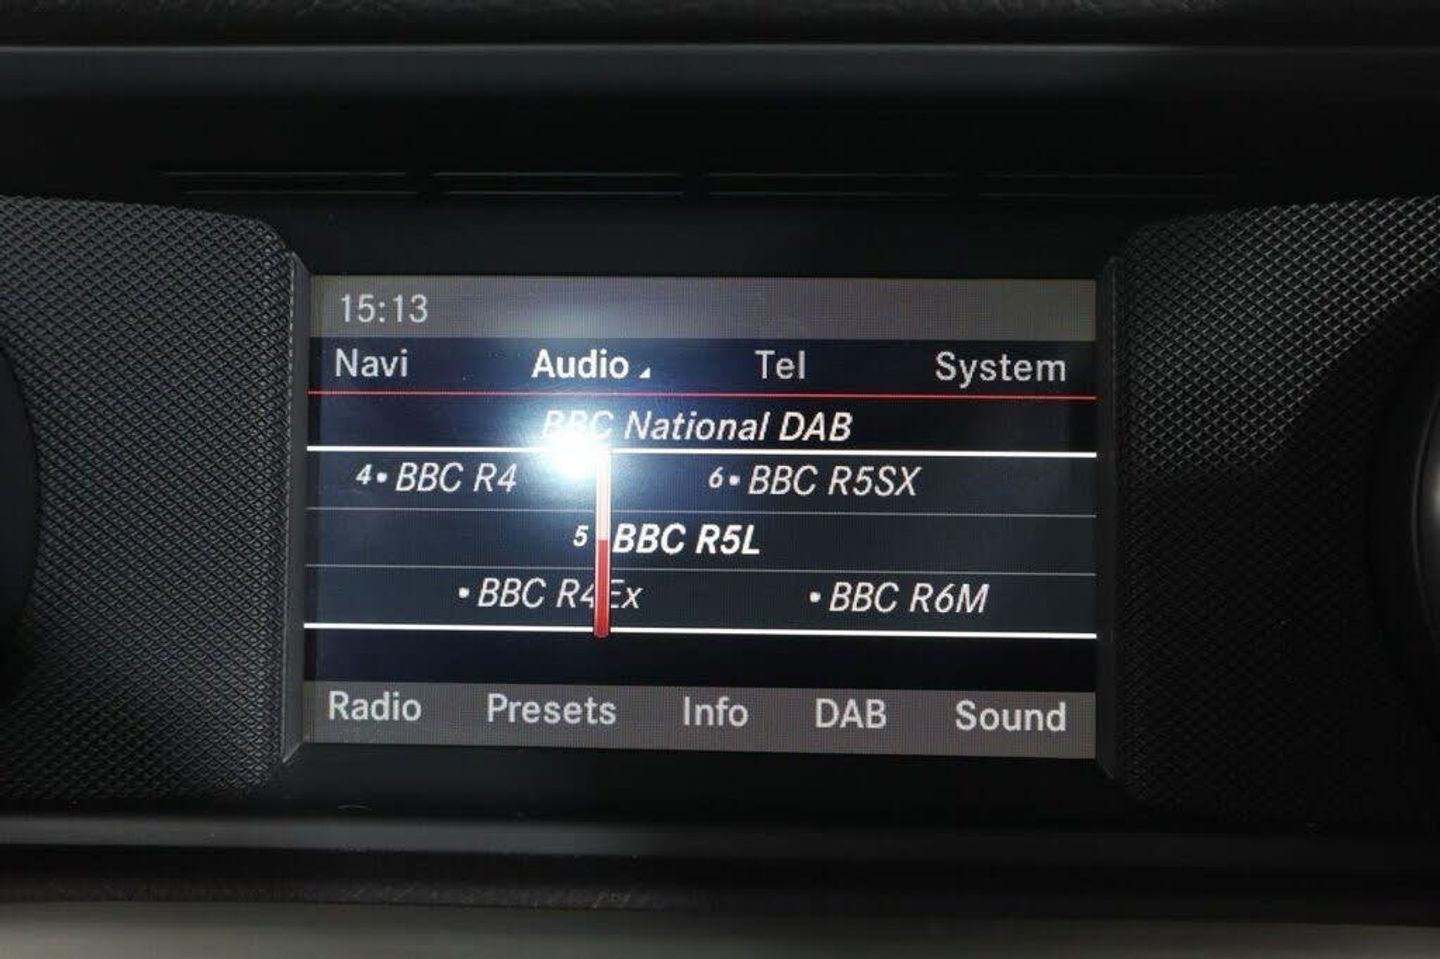 15:13
Navi Audio Tel System
BBC National DAB
4• BBC R4 6• BBC R5SX
5 BBC R5L
• BBC R4Ex • BBC R6M
Radio Presets Info DAB Sound